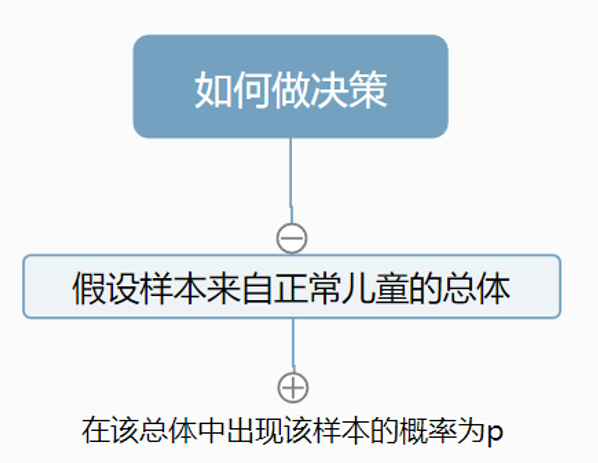 如何做决策
假设样本来自正常儿童的总体
在该总体中出现该样本的概率为p